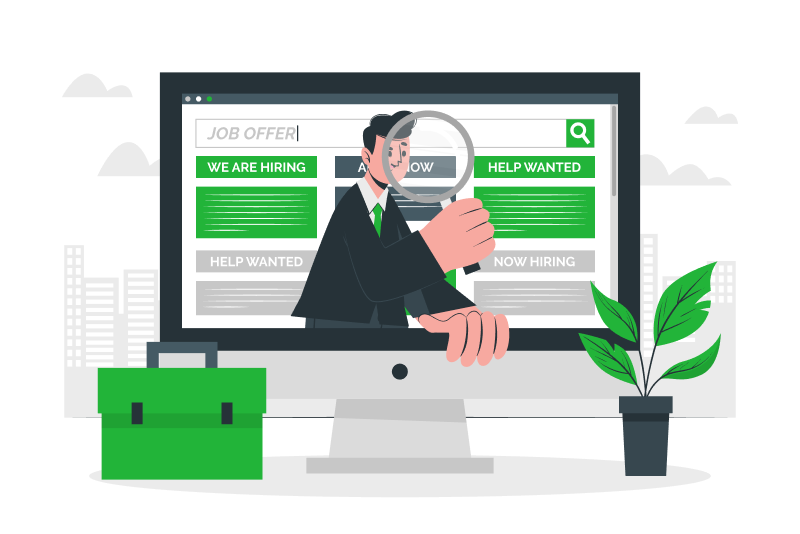 JOB OFFER
WE ARE HIRING
HELP WANTED
HELP WANTED
NOW HIRING